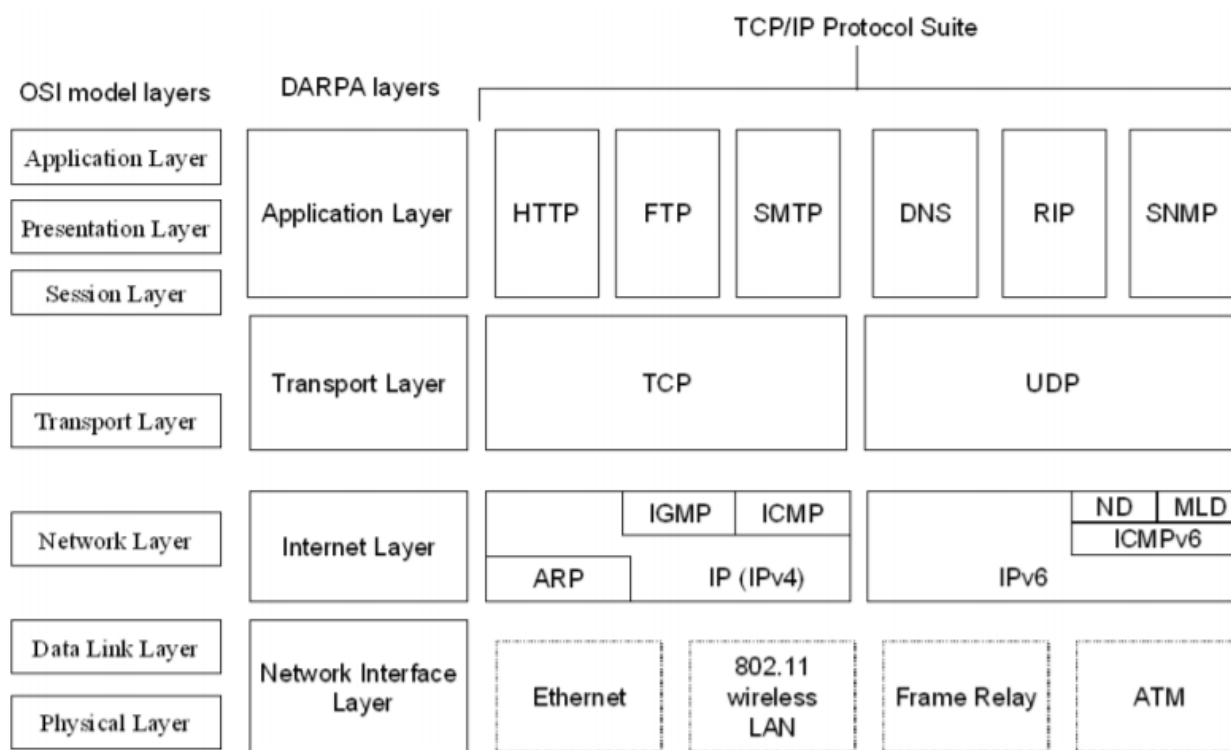 TCP/IP Protocol Suite
OSI model layers
DARPA layers
Application Layer
Presentation Layer
Session Layer
Transport Layer
Network Layer
Data Link Layer
Physical Layer
Application Layer
Transport Layer
Internet Layer
Network Interface
Layer
HTTP
FTP
SMTP
DNS
RIP
SNMP
TCP
UDP
IGMP
ICMP
ARP
IP (IPv4)
ND
MLD
ICMPv6
IPv6
Ethernet
802.11
wireless
LAN
Frame Relay
ATM